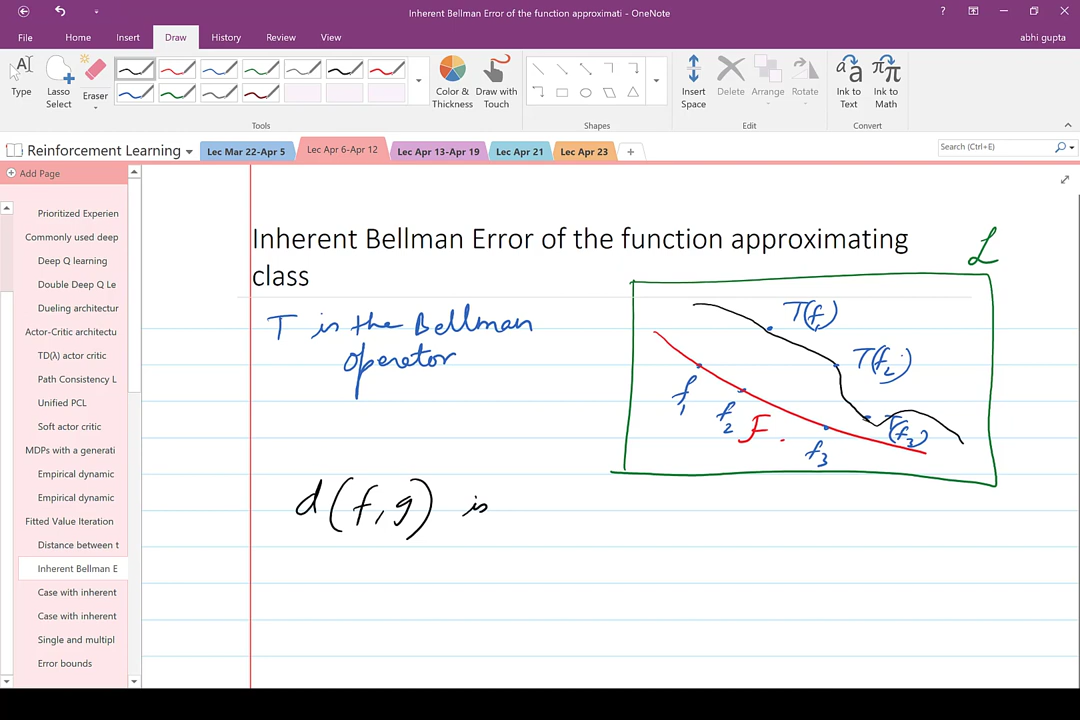 Inherent Bellman Error of the function approximati - OneNote
? abhi gupta
File Home Insert Draw History Review View
Type
Lasso Select
Eraser
Color & Thickness
Draw with Touch
Insert Space
Delete
Arrange
Rotate
Ink to Text
Ink to Math
Tools
Shapes
Edit
Convert
Reinforcement Learning
Lec Mar 22-Apr 5
Lec Apr 6-Apr 12
Lec Apr 13-Apr 19
Lec Apr 21
Lec Apr 23
+
Search (Ctrl+E)
Add Page
Prioritized Experien
Commonly used deep
Deep Q learning
Double Deep Q Le
Dueling architectur
Actor-Critic architectu
TD(λ) actor critic
Path Consistency L
Unified PCL
Soft actor critic
MDPs with a generati
Empirical dynamic
Empirical dynamic
Fitted Value Iteration
Distance between t
Inherent Bellman E
Case with inherent
Case with inherent
Single and multipl
Error bounds
Inherent Bellman Error of the function approximating
class
T is the Bellman
operator
L
T(f₁)
T(f₂)
T(f₃)
f₁
f₂
F
f₃
d(f,g) is